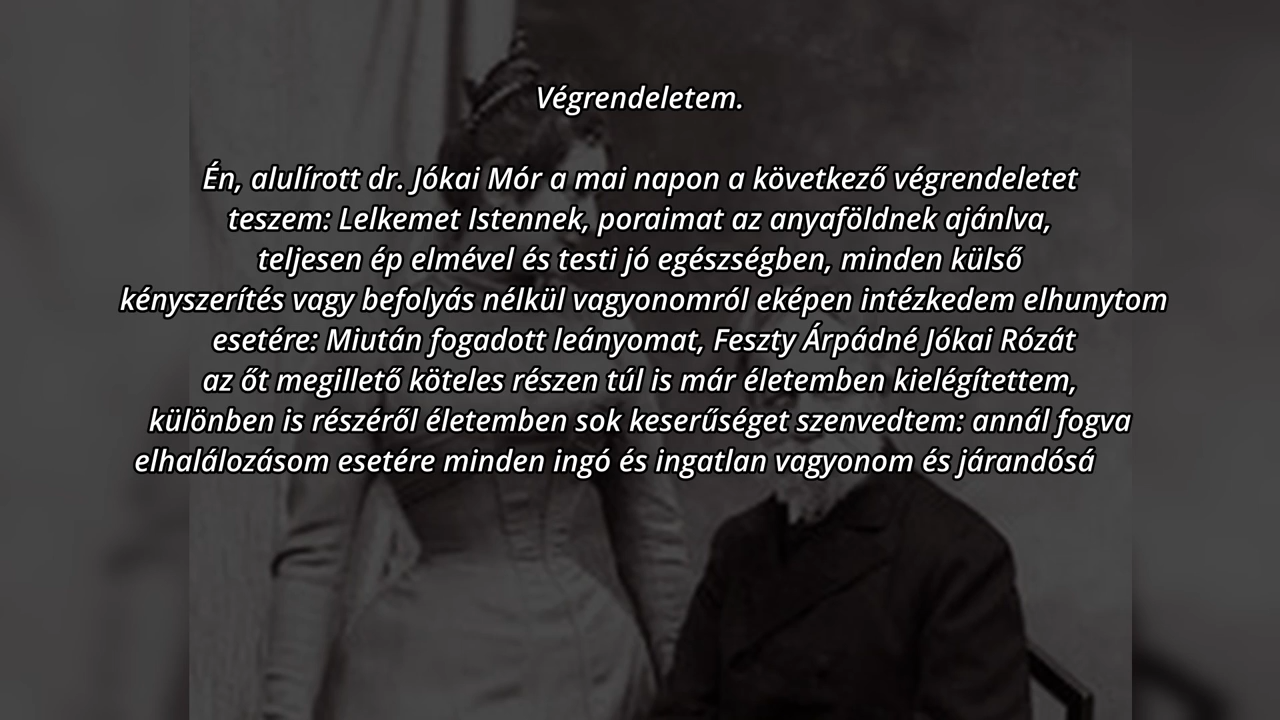 Végrendeletem.
Én, alulírott dr. Jókai Mór a mai napon a következő végrendeletet
teszem: Lelkemet Istennek, poraimat az anyaföldnek ajánlva,
teljesen ép elmével és testi jó egészségben, minden külső
kényszerítés vagy befolyás nélkül vagyonomról eképen intézkedem elhunytom
esetére: Miután fogadott leányomat, Feszty Árpádné Jókai Rózát
az őt megillető köteles részen túl is már életemben kielégítettem,
különben is részéről életemben sok keserűséget szenvedtem: annál fogva
elhalálozásom esetére minden ingó és ingatlan vagyonom és járandósá